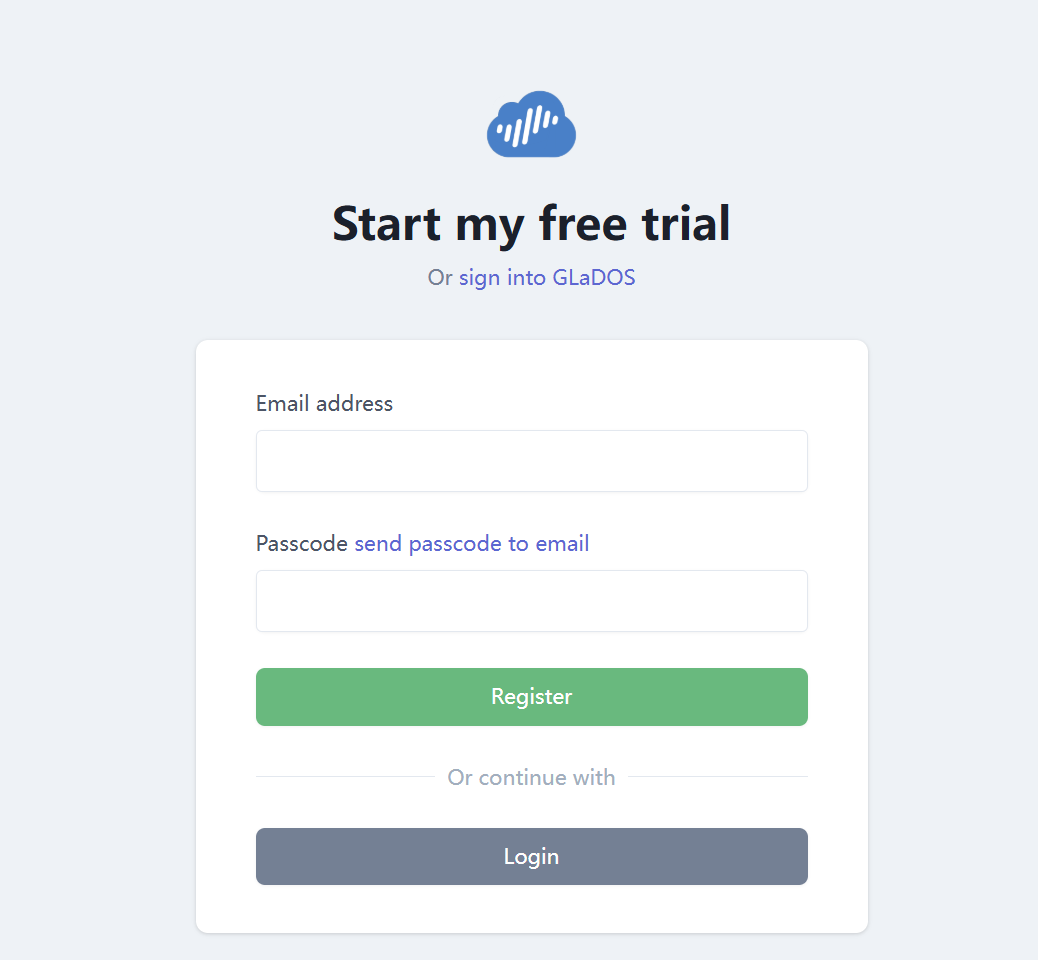 Start my free trial
Or sign into GLaDOS
Email address
Passcode send passcode to email
Register
Or continue with
Login